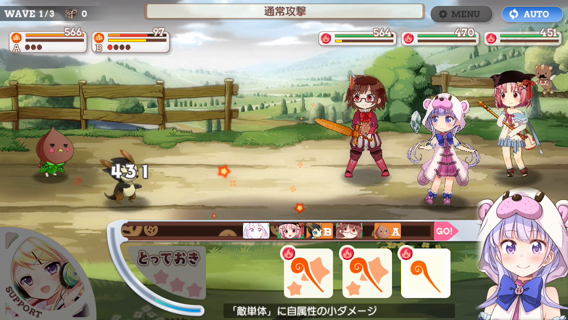 WAVE 1/3 0
通常攻撃
MENU
AUTO
566
A
97
B
564
470
451
431
B
A
GO!
とっておき
SUPPORT
「敵単体」に自属性の小ダメージ